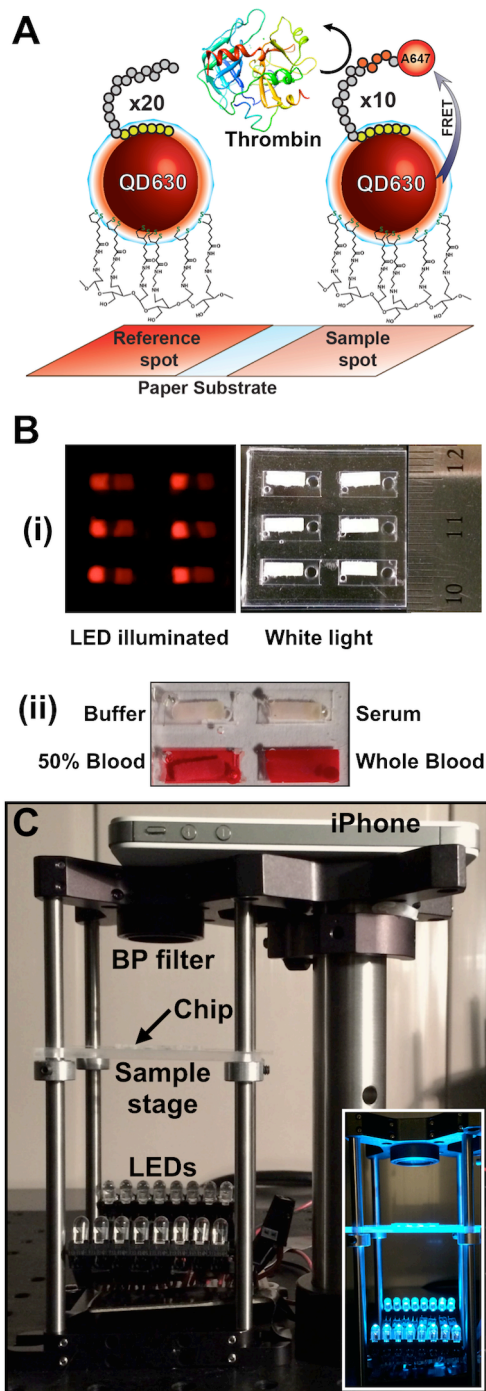 A
Thrombin
x20
x10
A647
FRET
QD630
QD630
Reference
spot
Sample
spot
Paper Substrate
B
(i)
12
11
10
LED illuminated
White light
(ii)
Buffer
Serum
50% Blood
Whole Blood
C
iPhone
BP filter
Chip
Sample
stage
LEDs